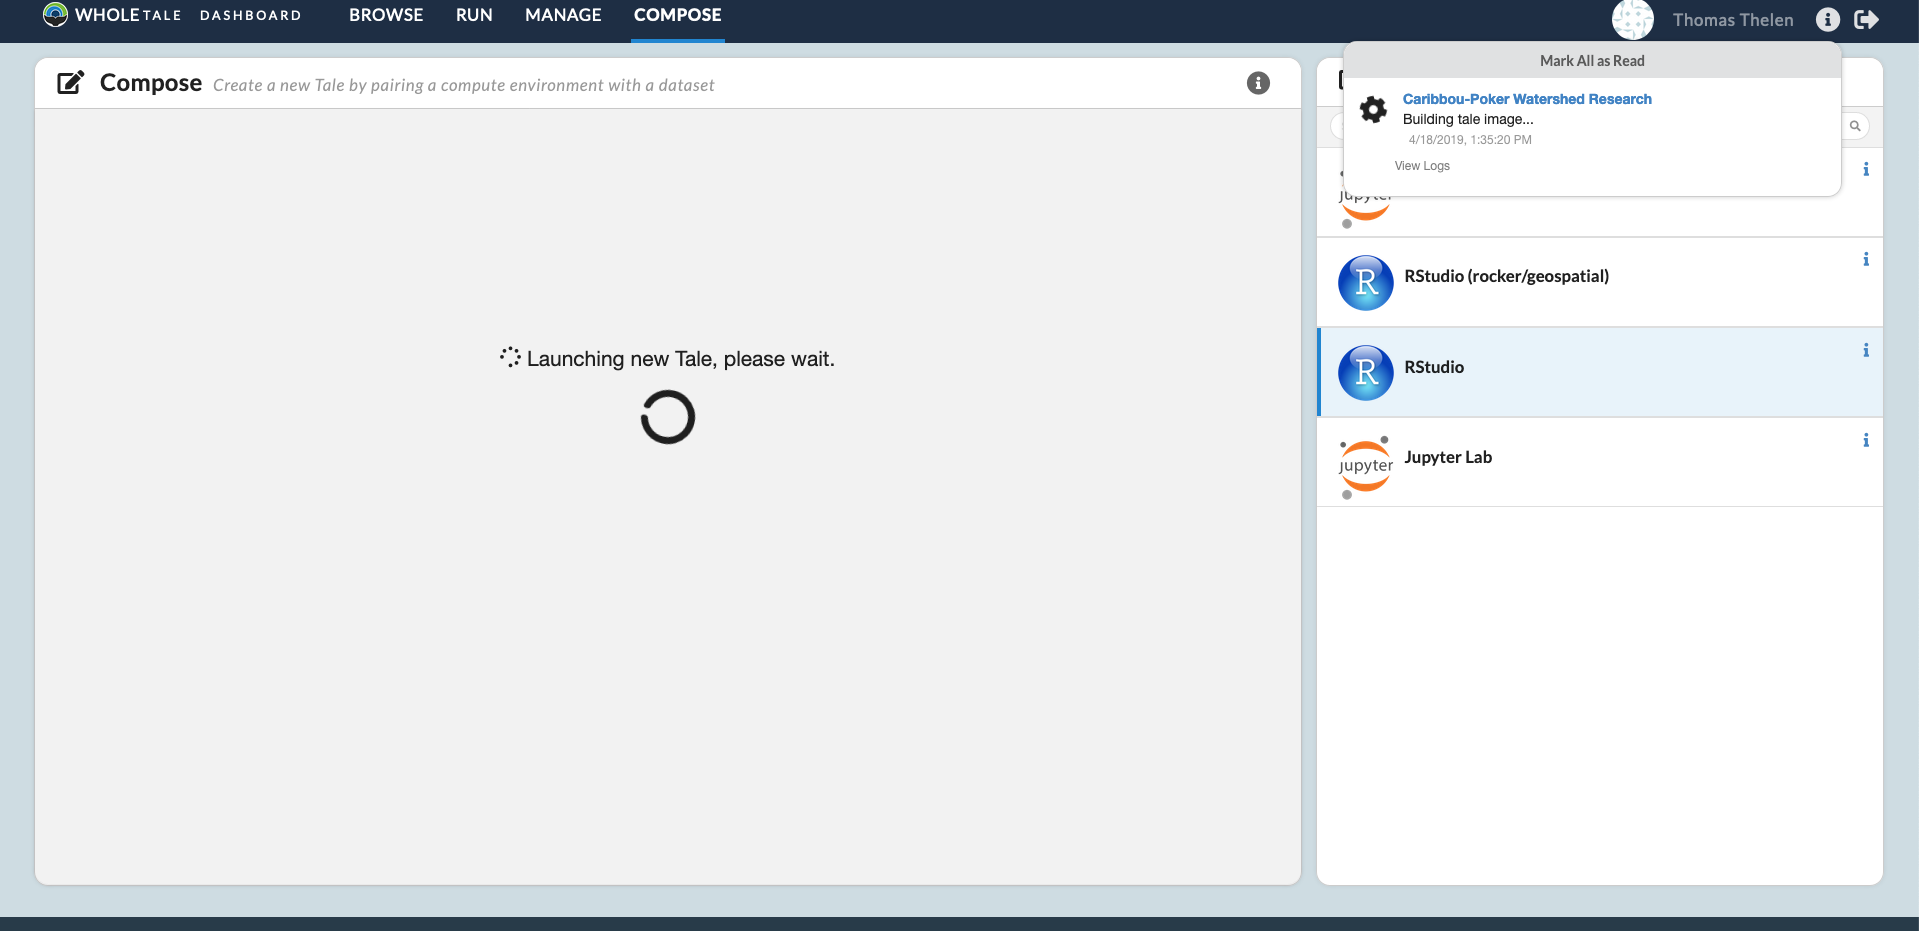 WHOLETALE DASHBOARD BROWSE RUN MANAGE COMPOSE Thomas Thelen
Compose Create a new Tale by pairing a compute environment with a dataset
Mark All as Read
Caribbou-Poker Watershed Research
Building tale image...
4/18/2019, 1:35:20 PM
View Logs
jupyter
RStudio (rocker/geospatial)
RStudio
jupyter Jupyter Lab
Launching new Tale, please wait.